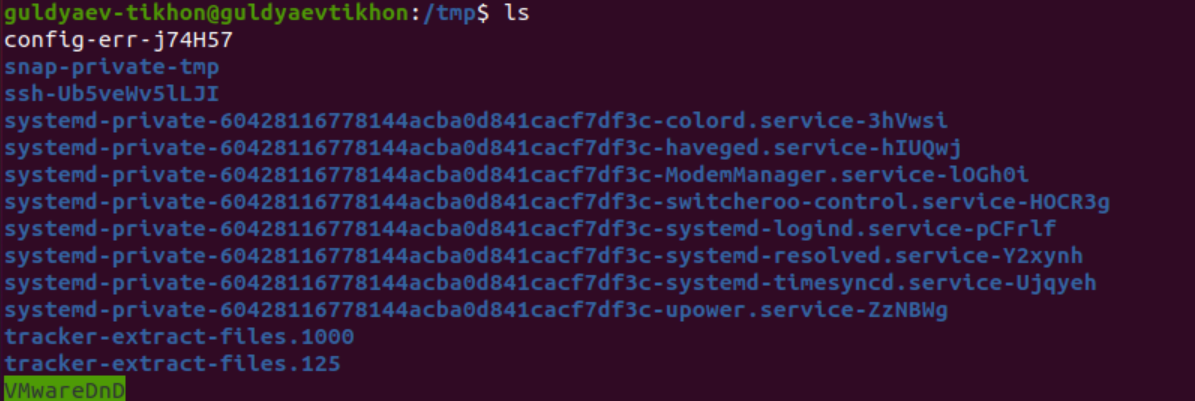 guldyaev-tikhon@guldyaevtikhon:/tmp$ ls
config-err-j74H57
snap-private-tmp
ssh-Ub5veWv5lLJI
systemd-private-60428116778144acba0d841cacf7df3c-colord.service-3hVwsi
systemd-private-60428116778144acba0d841cacf7df3c-haveged.service-hIUQwj
systemd-private-60428116778144acba0d841cacf7df3c-ModemManager.service-lOGh0i
systemd-private-60428116778144acba0d841cacf7df3c-switcheroo-control.service-HOCR3g
systemd-private-60428116778144acba0d841cacf7df3c-systemd-logind.service-pCFrlf
systemd-private-60428116778144acba0d841cacf7df3c-systemd-resolved.service-Y2xynh
systemd-private-60428116778144acba0d841cacf7df3c-systemd-timesyncd.service-Ujqyeh
systemd-private-60428116778144acba0d841cacf7df3c-upower.service-ZzNBWg
tracker-extract-files.1000
tracker-extract-files.125
VMwareDnD